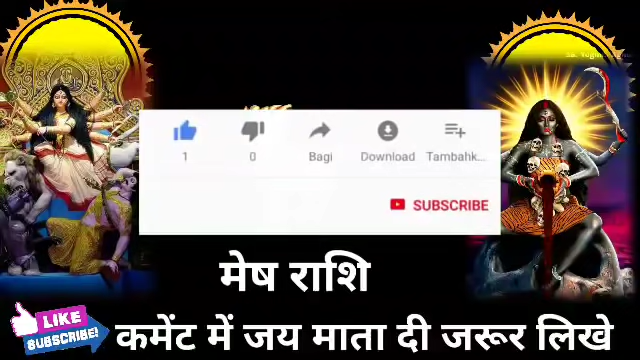 1 0 Bagi Download Tambahk...
SUBSCRIBE
मेष राशि
LIKE
SUBSCRIBE!
कमेंट में जय माता दी जरूर लिखे